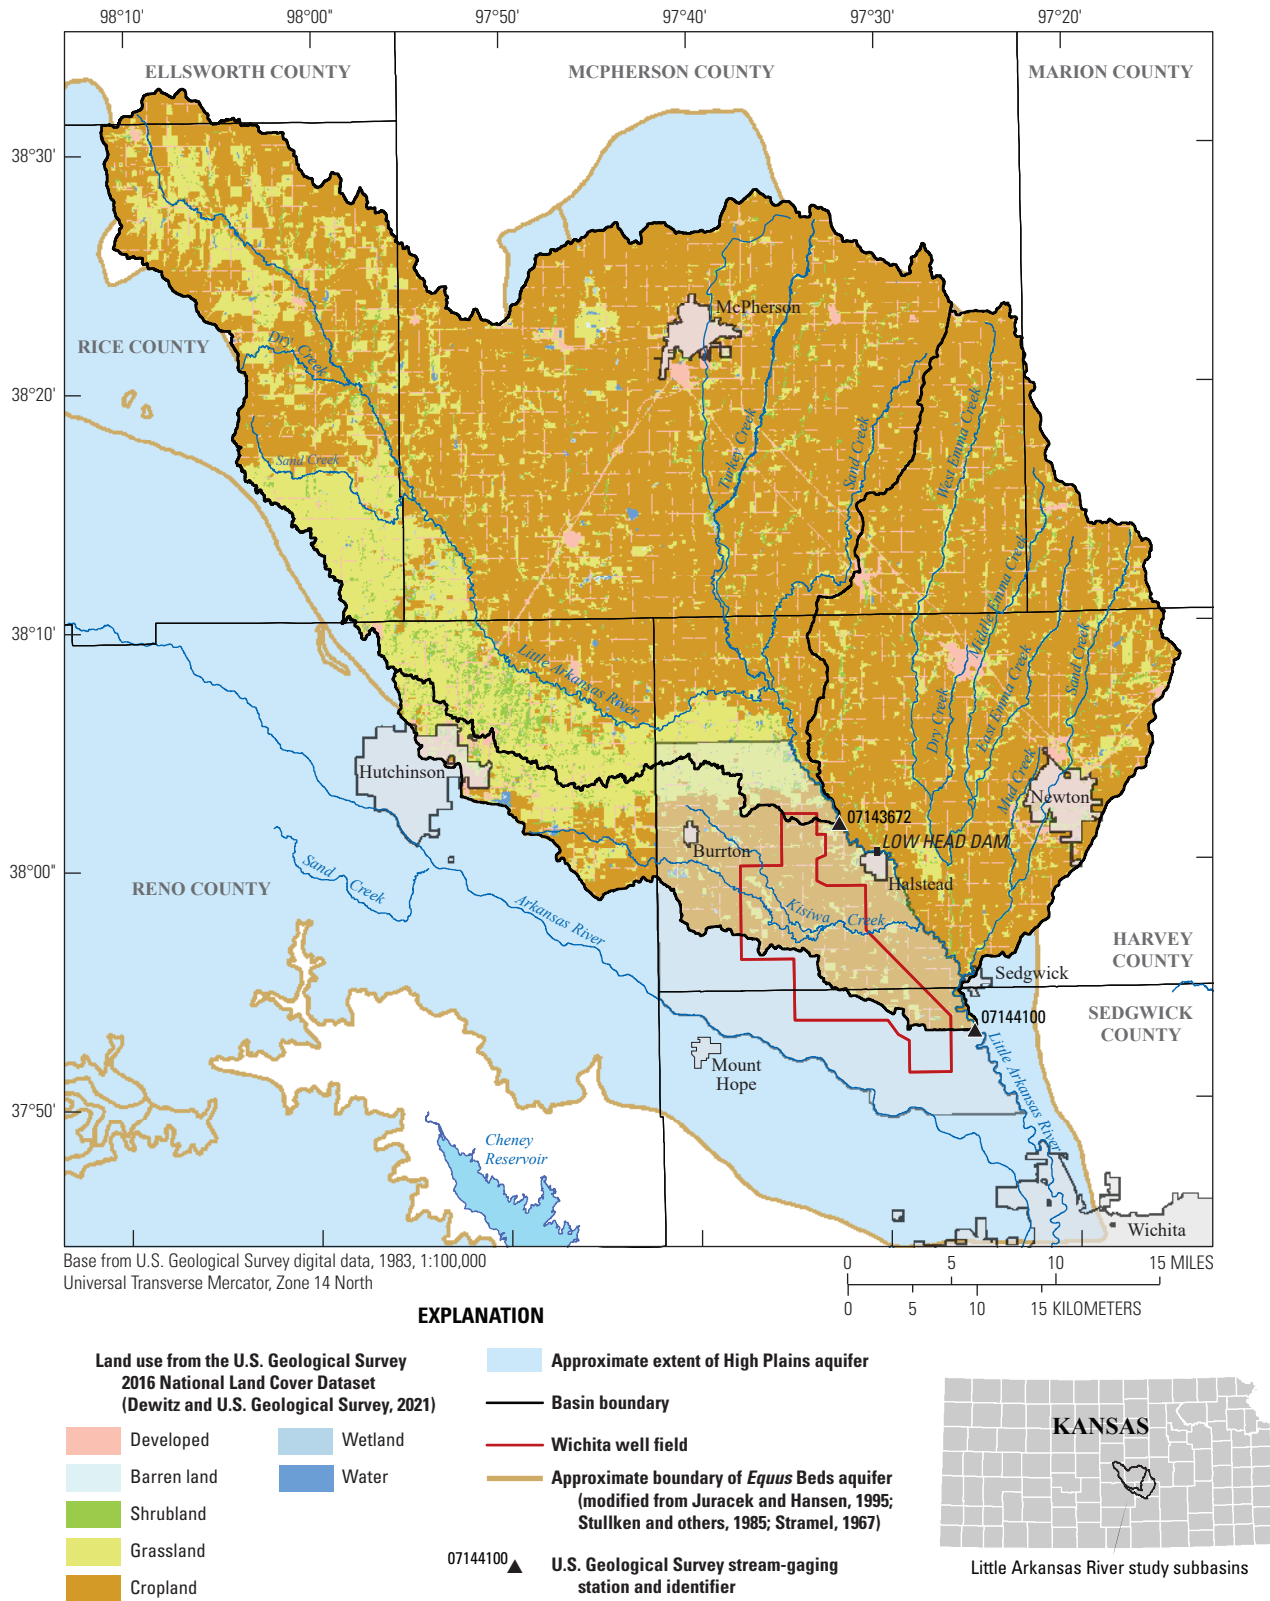 98°10'
98°00'
97°50'
97°40'
97°30'
97°20'
ELLSWORTH COUNTY
MCPHERSON COUNTY
MARION COUNTY
38°30'
McPherson
RICE COUNTY
Dry Creek
38°20'
Turkey Creek
Sand Creek
West Emma Creek
Sand Creek
Middle Emma Creek
38°10'
Little Arkansas River
Sand Creek
East Emma Creek
Dry Creek
Mud Creek
Hutchinson
Newton
07143672
LOW HEAD DAM
Burrton
38°00'
Halstead
RENO COUNTY
Sand Creek
Arkansas River
Kisiwa Creek
HARVEY
COUNTY
Sedgwick
07144100
SEDGWICK
COUNTY
Mount
Hope
Little Arkansas River
37°50'
Cheney
Reservoir
Wichita
Base from U.S. Geological Survey digital data, 1983, 1:100,000
Universal Transverse Mercator, Zone 14 North
0 5 10 15 MILES
0 5 10 15 KILOMETERS
EXPLANATION
Land use from the U.S. Geological Survey
2016 National Land Cover Dataset
(Dewitz and U.S. Geological Survey, 2021)
Developed
Barren land
Shrubland
Grassland
Cropland
Wetland
Water
Approximate extent of High Plains aquifer
Basin boundary
Wichita well field
Approximate boundary of Equus Beds aquifer
(modified from Juracek and Hansen, 1995;
Stullken and others, 1985; Stramel, 1967)
07144100
U.S. Geological Survey stream-gaging
station and identifier
KANSAS
Little Arkansas River study subbasins